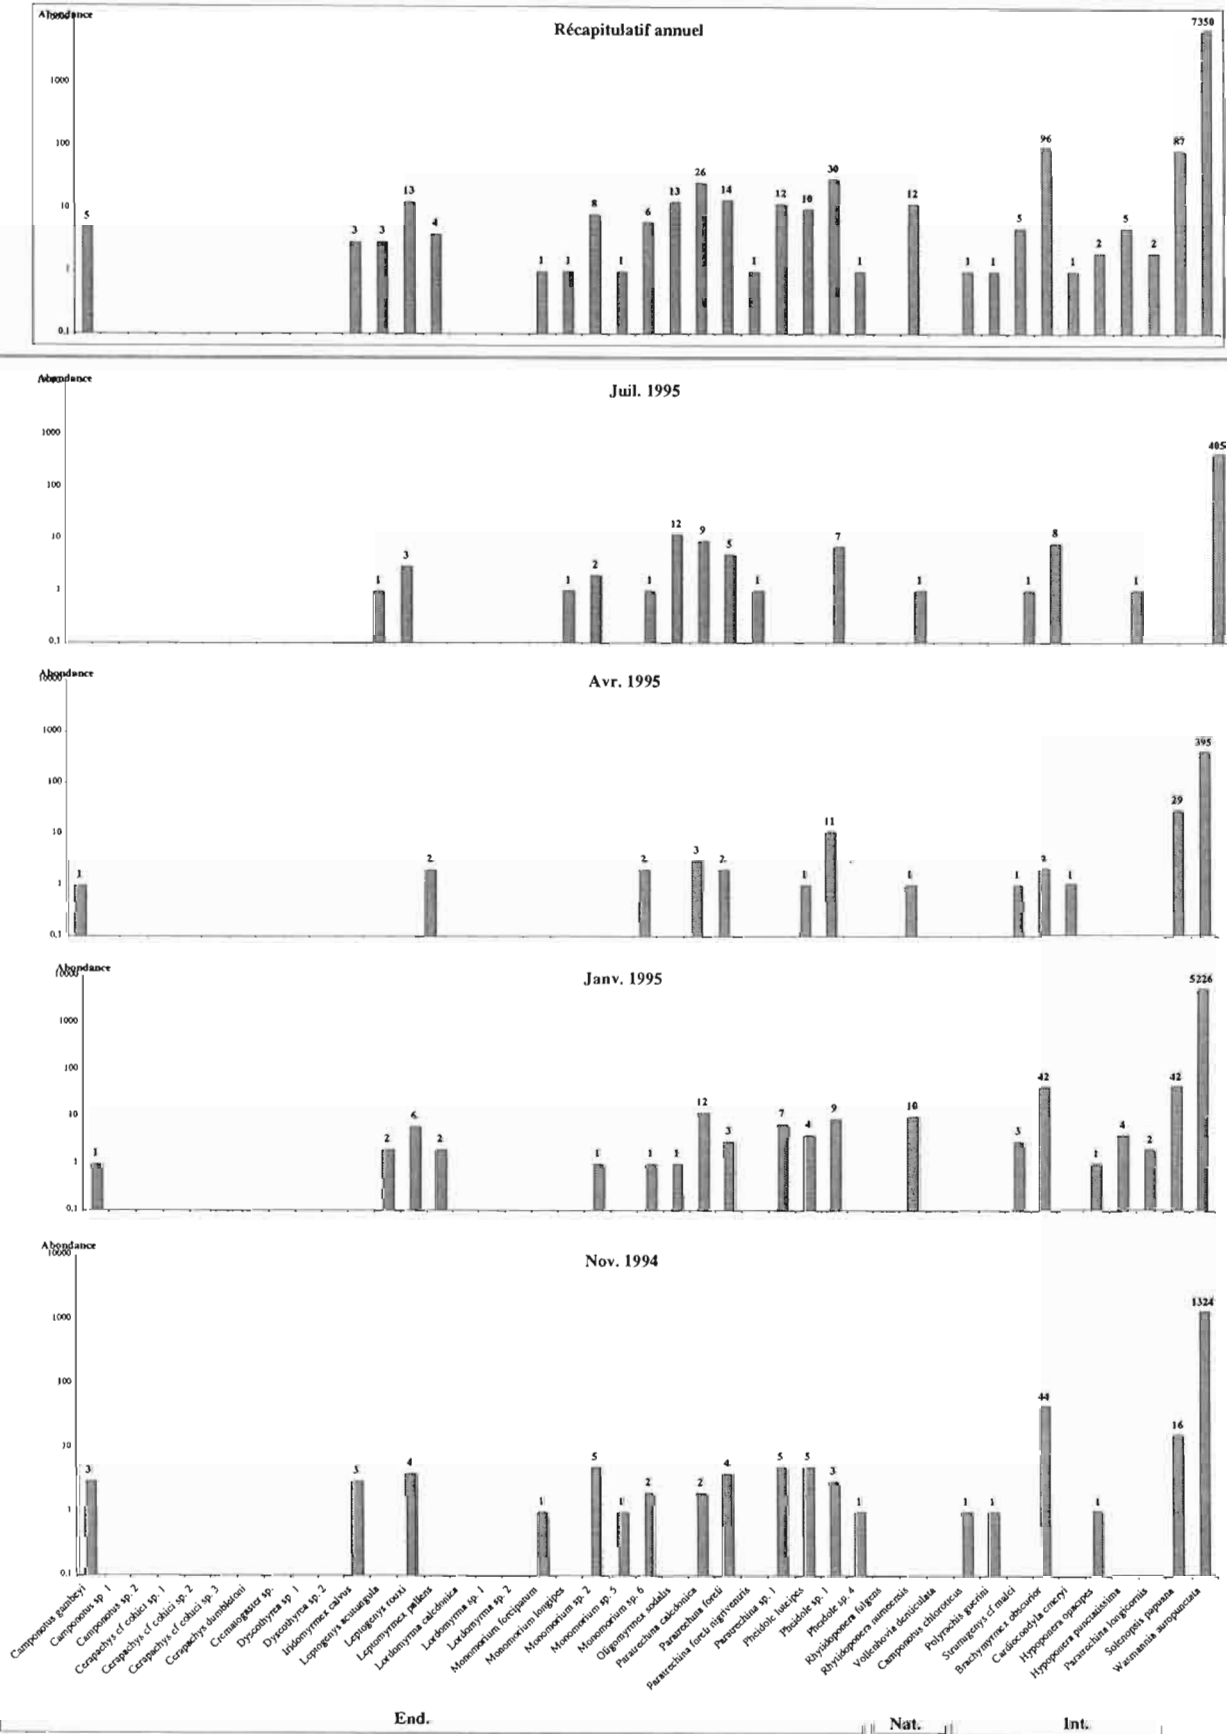 Abondance
Récapitulatif annuel
7350
1000
100
10
1
0.1
5 3 3 13 4 1 1 8 1 6 13 26 14 1 12 10 30 1 12 1 1 5 96 1 2 5 2 87
Abondance
Juil. 1995
1000
100
10
1
0.1
1 3 1 2 1 12 9 5 1 7 1 1 8 1 405
Abondance
10000
Avr. 1995
1000
100
10
1
0.1
1 2 2 3 2 1 11 1 1 2 1 29 395
Abondance
10000
Janv. 1995
1000
100
10
1
0.1
1 2 6 2 1 1 1 12 3 7 4 9 10 3 42 1 4 2 42 5226
Abondance
10000
Nov. 1994
1000
100
10
1
0.1
3 3 4 1 5 1 2 2 4 5 5 3 1 1 1 44 1 16 1324
Camponotus gambeyi
Camponotus sp 1
Camponotus sp. 2
Cerapachys cf cohici sp. 1
Cerapachys cf cohici sp. 2
Cerapachys cf cohici sp. 3
Cerapachys dumbletoni
Crematogaster sp.
Dyscothyrea sp 1
Dyscothyrea sp. 2
Iridomyrmex calvus
Leptogenys acutangula
Leptogenys rouxi
Leptomyrmex pallens
Lordomyrma caledonica
Lordomyrma sp 1
Lordomyrma sp 2
Monomorium forcipatum
Monomorium longipes
Monomorium sp 2
Monomorium sp. 5
Monomorium sp. 6
Oligomyrmex sodalis
Paratrechina caledonica
Paratrechina foreli
Paratrechina foreli nigriventris
Paratrechina sp. 1
Pheidole luteipes
Pheidole sp. 1
Pheidole sp. 4
Rhytidoponera fulgens
Rhytidoponera numeensis
Vollenhovia denticulata
Camponotus chloroticus
Polyrachis guerini
Strumigenys cf malci
Brachymyrmex obscurior
Cardiocondyla emeryi
Hypoponera opaciceps
Hypoponera punctatissima
Paratrechina longicornis
Solenopsis papuana
Wasmannia auropunctata
End.
Nat.
Int.